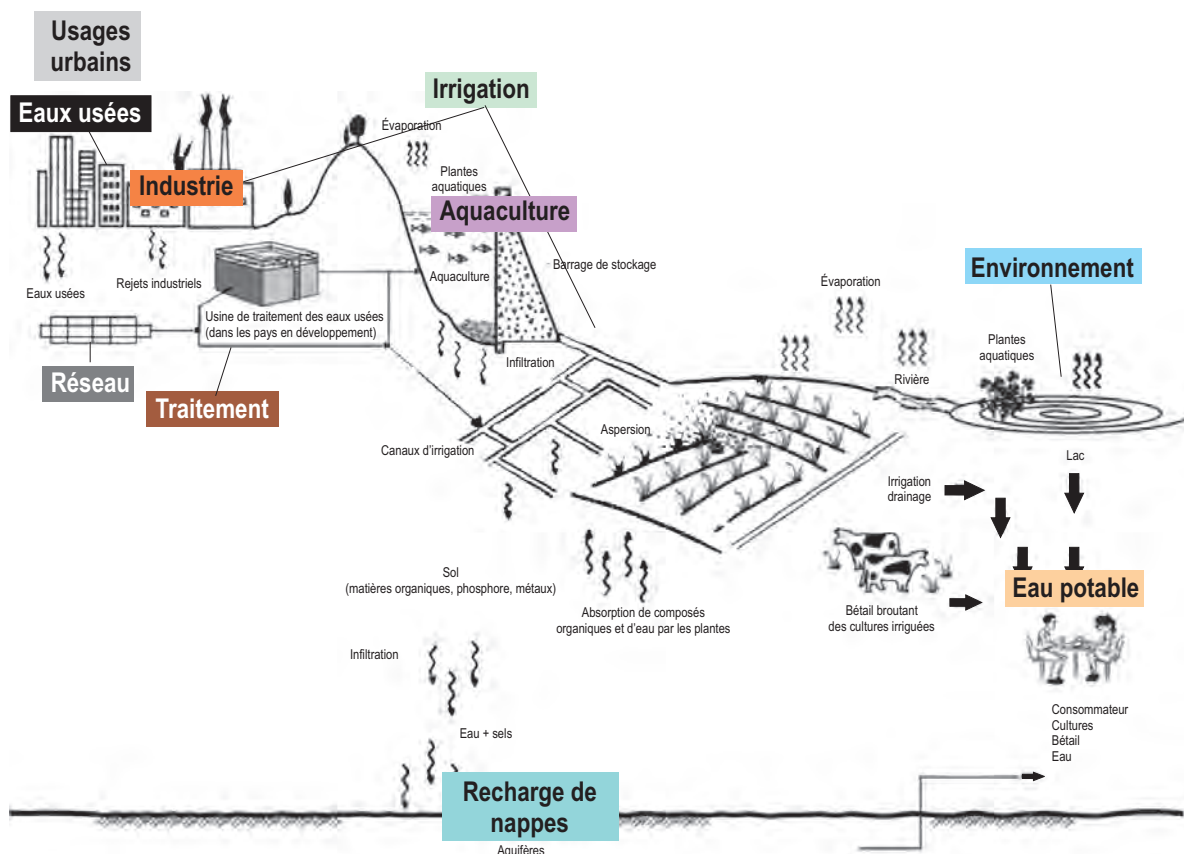 Usages
urbains
Eaux usées
Irrigation
Évaporation
Industrie
Plantes
aquatiques
Aquaculture
Aquaculture
Barrage de stockage
Environnement
Eaux usées
Rejets industriels
Évaporation
Usine de traitement des eaux usées
(dans les pays en développement)
Plantes
aquatiques
Infiltration
Rivière
Réseau
Traitement
Aspersion
Canaux d'irrigation
Lac
Irrigation
drainage
Sol
(matières organiques, phosphore, métaux)
Absorption de composés
organiques et d'eau par les plantes
Bétail broutant
des cultures irriguées
Eau potable
Infiltration
Consommateur
Cultures
Bétail
Eau
Eau + sels
Recharge de
nappes
Aquifères